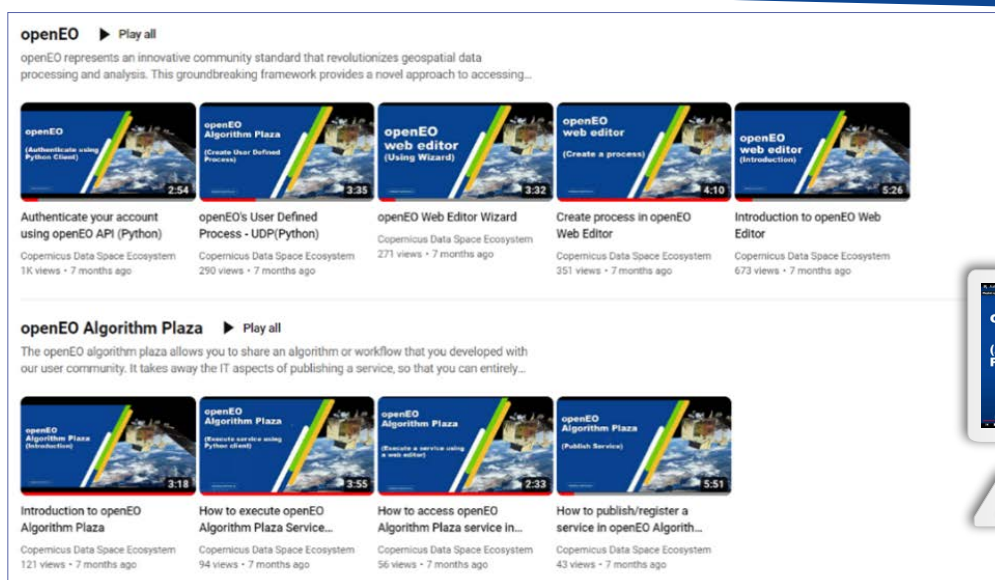 openEO ▶ Play all
openEO represents an innovative community standard that revolutionizes geospatial data
processing and analysis. This groundbreaking framework provides a novel approach to accessing...
openEO
(Authenticate using
Python Client)
2:54
openEO
Algorithm Plaza
(Create User Defined
Process)
3:35
openEO
web editor
(Using Wizard)
3:32
openEO
web editor
(Create a process)
4:10
openEO
web editor
(Introduction)
5:26
Authenticate your account
using openEO API (Python)
Copernicus Data Space Ecosystem
1K views • 7 months ago
openEO's User Defined
Process - UDP(Python)
Copernicus Data Space Ecosystem
290 views • 7 months ago
openEO Web Editor Wizard
Copernicus Data Space Ecosystem
271 views • 7 months ago
Create process in openEO
Web Editor
Copernicus Data Space Ecosystem
351 views • 7 months ago
Introduction to openEO Web
Editor
Copernicus Data Space Ecosystem
673 views • 7 months ago
openEO Algorithm Plaza ▶ Play all
The openEO algorithm plaza allows you to share an algorithm or workflow that you developed with
our user community. It takes away the IT aspects of publishing a service, so that you can entirely...
openEO
Algorithm Plaza
(Introduction)
3:18
openEO
Algorithm Plaza
(Execute service using
Python client)
3:55
openEO
Algorithm Plaza
(Execute a service using
a web editor)
2:33
openEO
Algorithm Plaza
(Publish Service)
5:51
Introduction to openEO
Algorithm Plaza
Copernicus Data Space Ecosystem
121 views • 7 months ago
How to execute openEO
Algorithm Plaza Service...
Copernicus Data Space Ecosystem
94 views • 7 months ago
How to access openEO
Algorithm Plaza service in...
Copernicus Data Space Ecosystem
56 views • 7 months ago
How to publish/register a
service in openEO Algorith...
Copernicus Data Space Ecosystem
43 views • 7 months ago